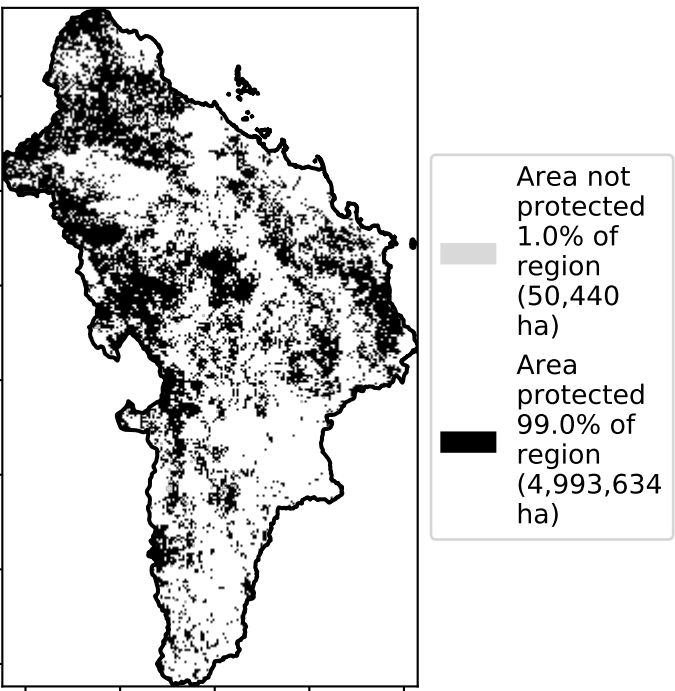 Area not
protected
1.0% of
region
(50,440
ha)
Area
protected
99.0% of
region
(4,993,634
ha)